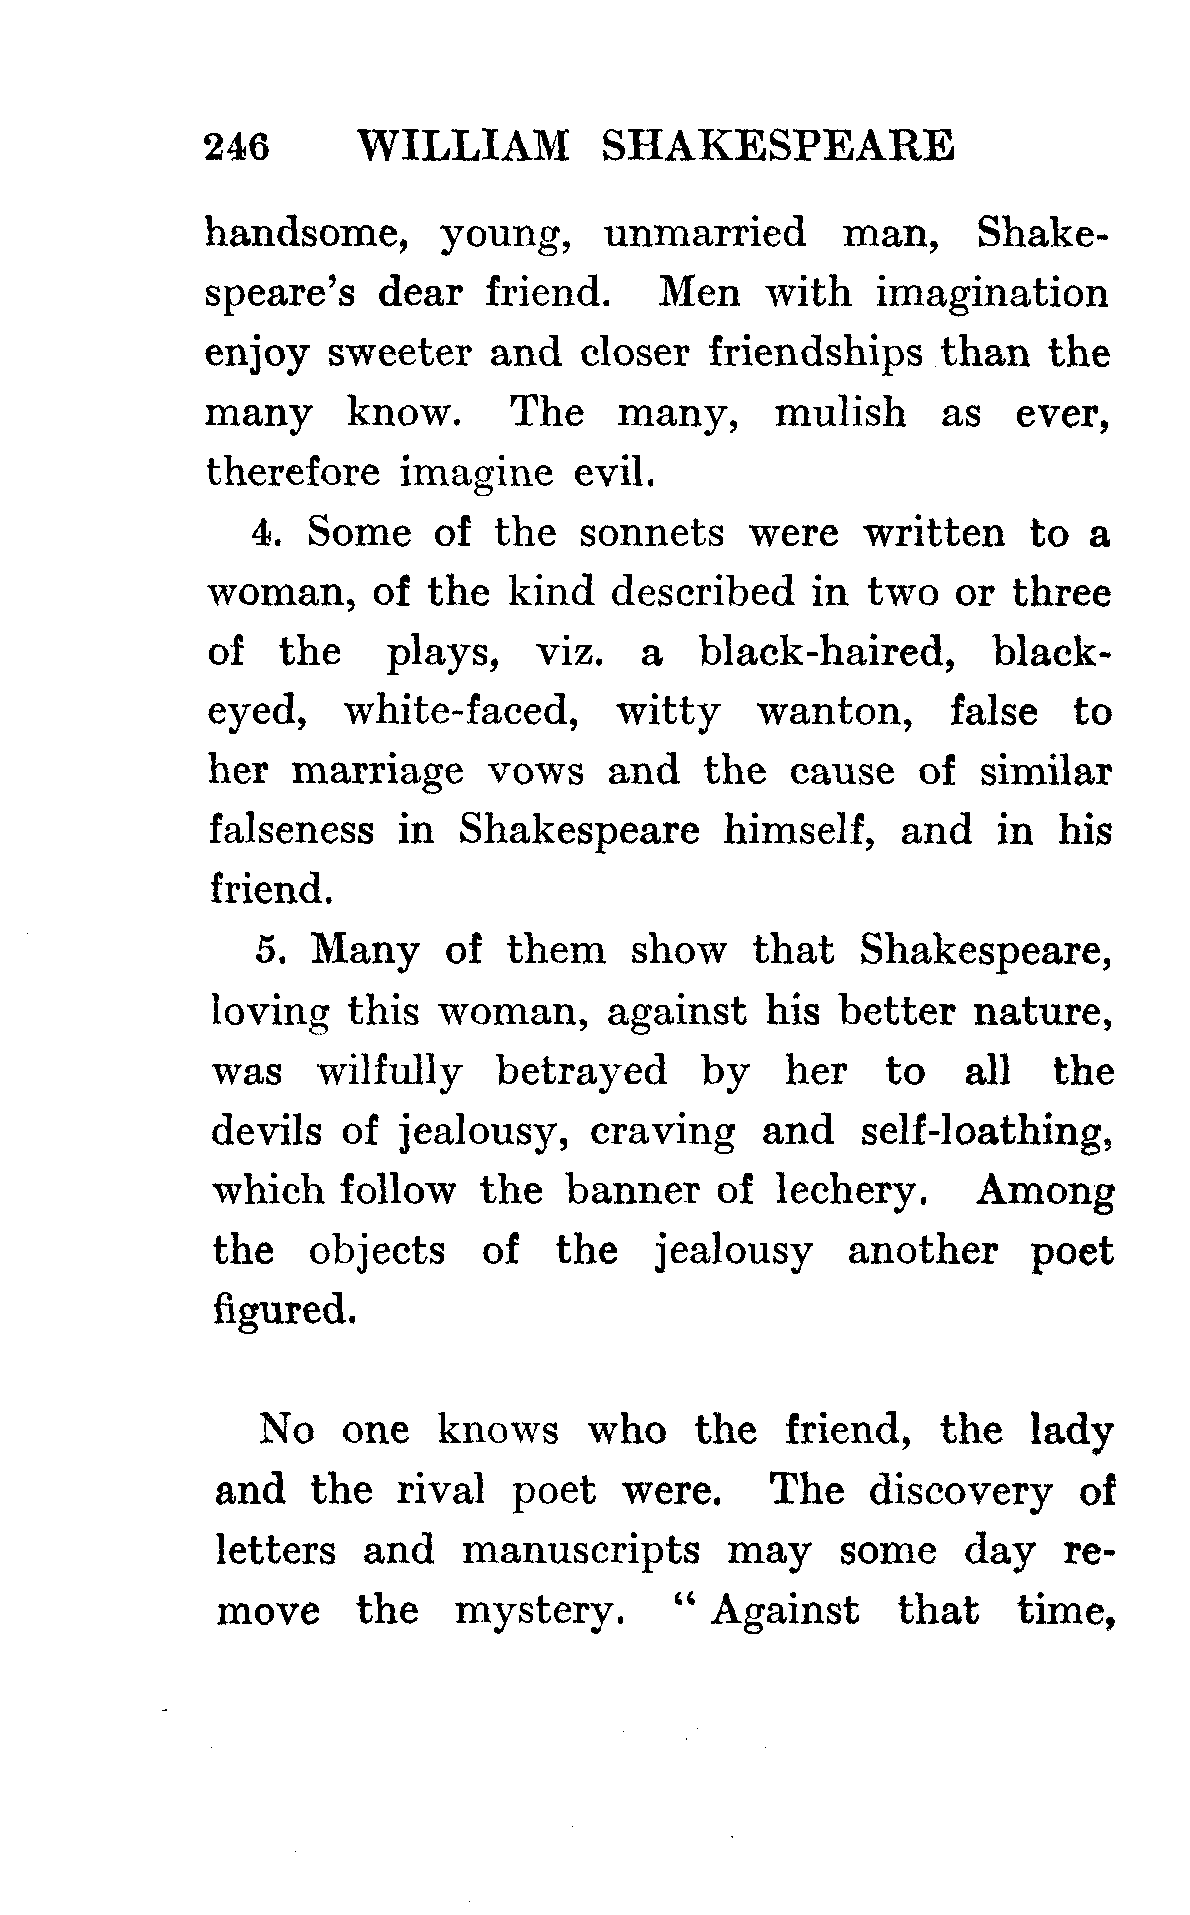 246 WILLIAM SHAKESPEARE
handsome, young, unmarried man, Shake-
speare's dear friend. Men with imagination
enjoy sweeter and closer friendships than the
many know. The many, mulish as ever,
therefore imagine evil.
4. Some of the sonnets were written to a
woman, of the kind described in two or three
of the plays, viz. a black-haired, black-
eyed, white-faced, witty wanton, false to
her marriage vows and the cause of similar
falseness in Shakespeare himself, and in his
friend.
5. Many of them show that Shakespeare,
loving this woman, against his better nature,
was wilfully betrayed by her to all the
devils of jealousy, craving and self-loathing,
which follow the banner of lechery. Among
the objects of the jealousy another poet
figured.
No one knows who the friend, the lady
and the rival poet were. The discovery of
letters and manuscripts may some day re-
move the mystery. “ Against that time,